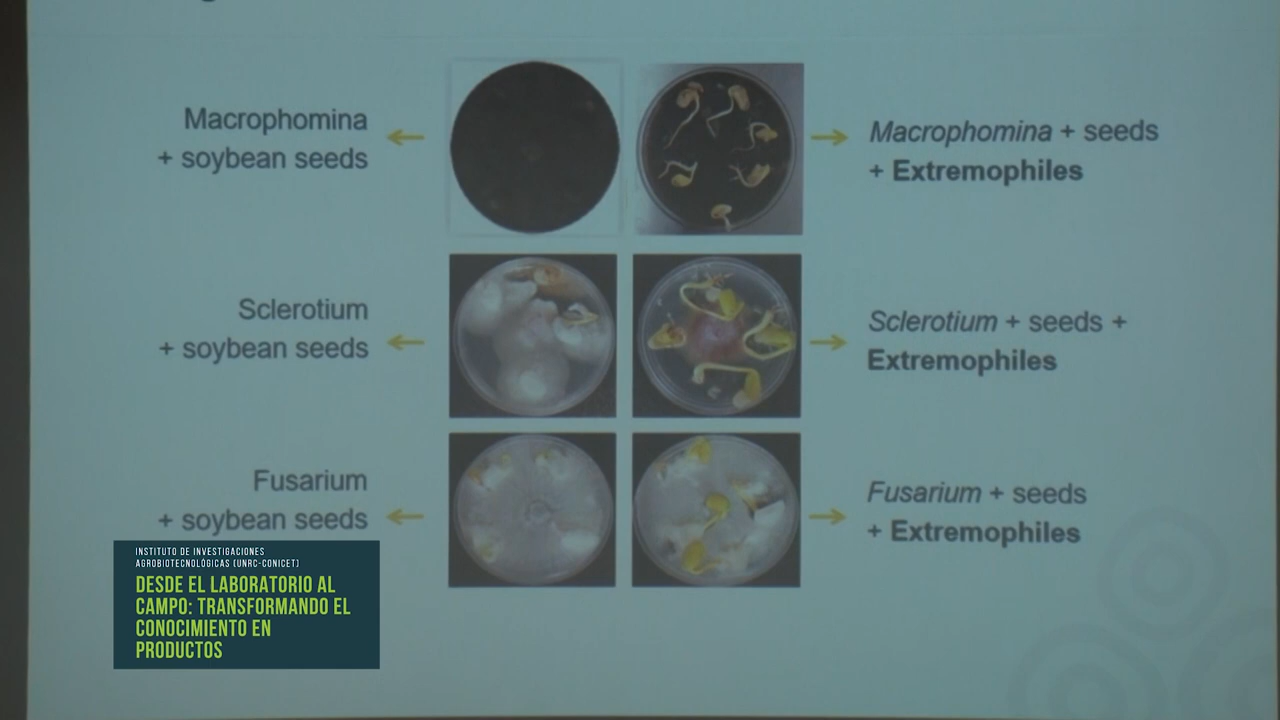 Macrophomina
+ soybean seeds
Macrophomina + seeds
+ Extremophiles
Sclerotium
+ soybean seeds
Sclerotium + seeds +
Extremophiles
Fusarium
+ soybean seeds
Fusarium + seeds
+ Extremophiles
INSTITUTO DE INVESTIGACIONES
AGROBIOTECNOLÓGICAS (UNRC-CONICET)
DESDE EL LABORATORIO AL
CAMPO: TRANSFORMANDO EL
CONOCIMIENTO EN
PRODUCTOS